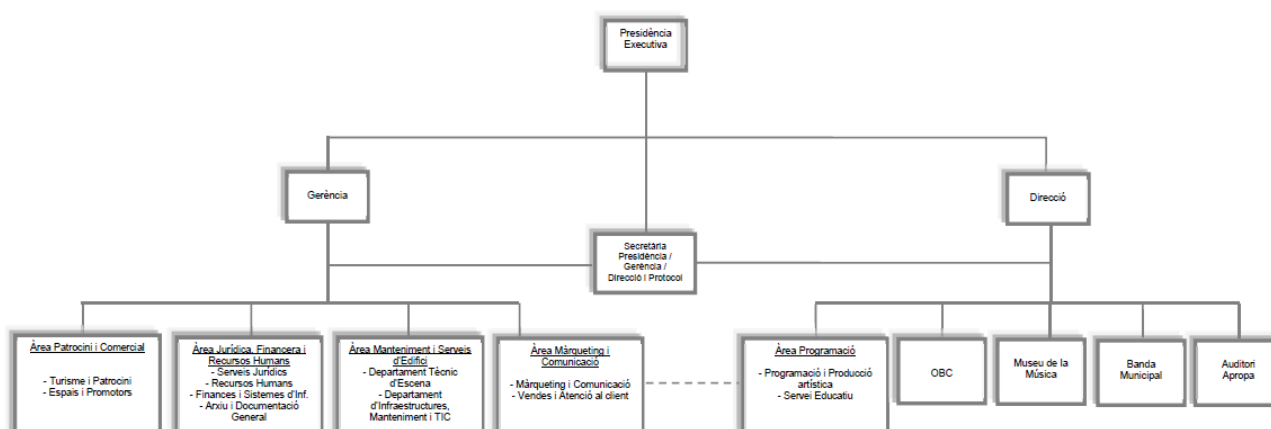 Presidència
Executiva
Gerència
Direcció
Secretària
Presidència /
Gerència /
Direcció i Protocol
Àrea Patrocini i Comercial
- Turisme i Patrocini
- Espais i Promotors
Àrea Jurídica, Financera i
Recursos Humans
- Serveis Jurídics
- Recursos Humans
- Finances i Sistemes d'Inf.
- Arxiu i Documentació
General
Àrea Manteniment i Serveis
d'Edifici
- Departament Tècnic
d'Escena
- Departament
d'Infraestructures,
Manteniment i TIC
Àrea Màrqueting i
Comunicació
- Màrqueting i Comunicació
- Vendes i Atenció al client
Àrea Programació
- Programació i Producció
artística
- Servei Educatiu
OBC
Museu de la
Música
Banda
Municipal
Auditori
Apropa